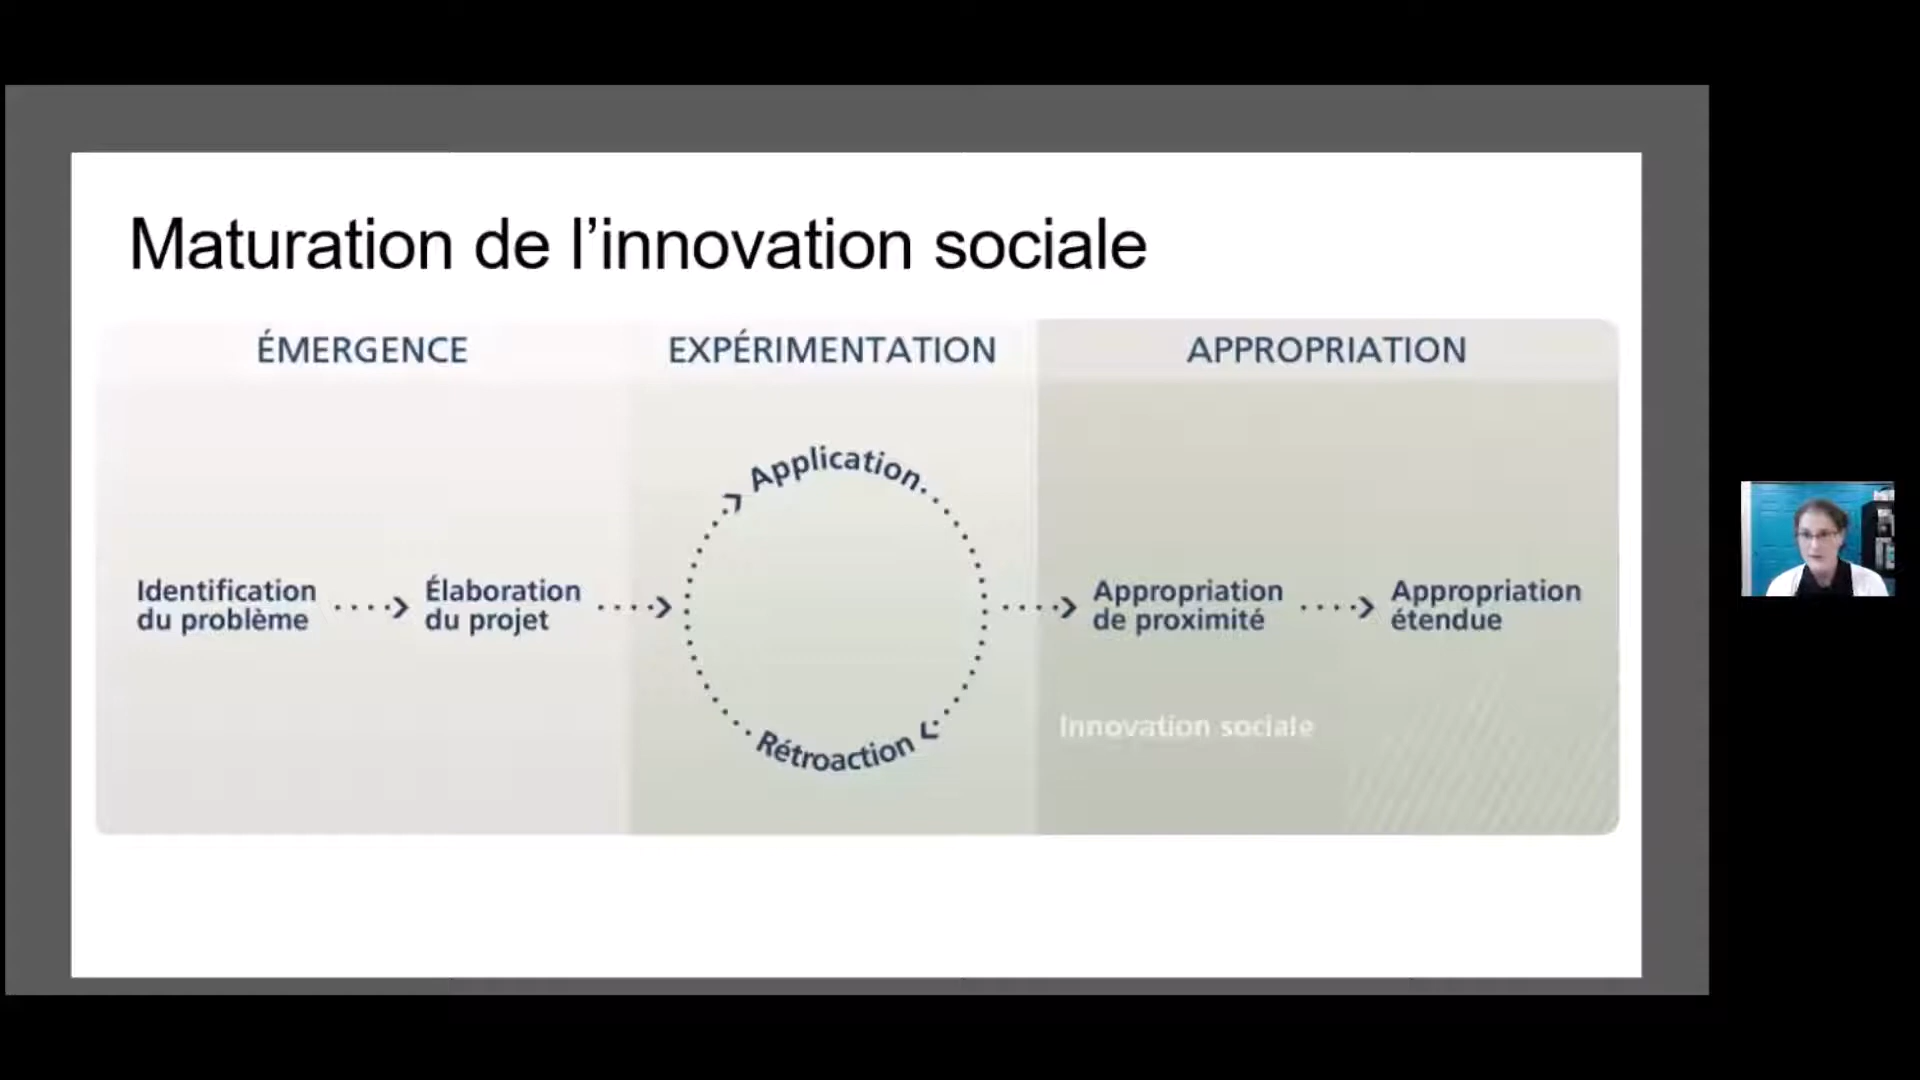 Maturation de l’innovation sociale
ÉMERGENCE
EXPÉRIMENTATION
APPROPRIATION
Identification
du problème
Élaboration
du projet
Application
Rétroaction
Appropriation
de proximité
Appropriation
étendue
Innovation sociale